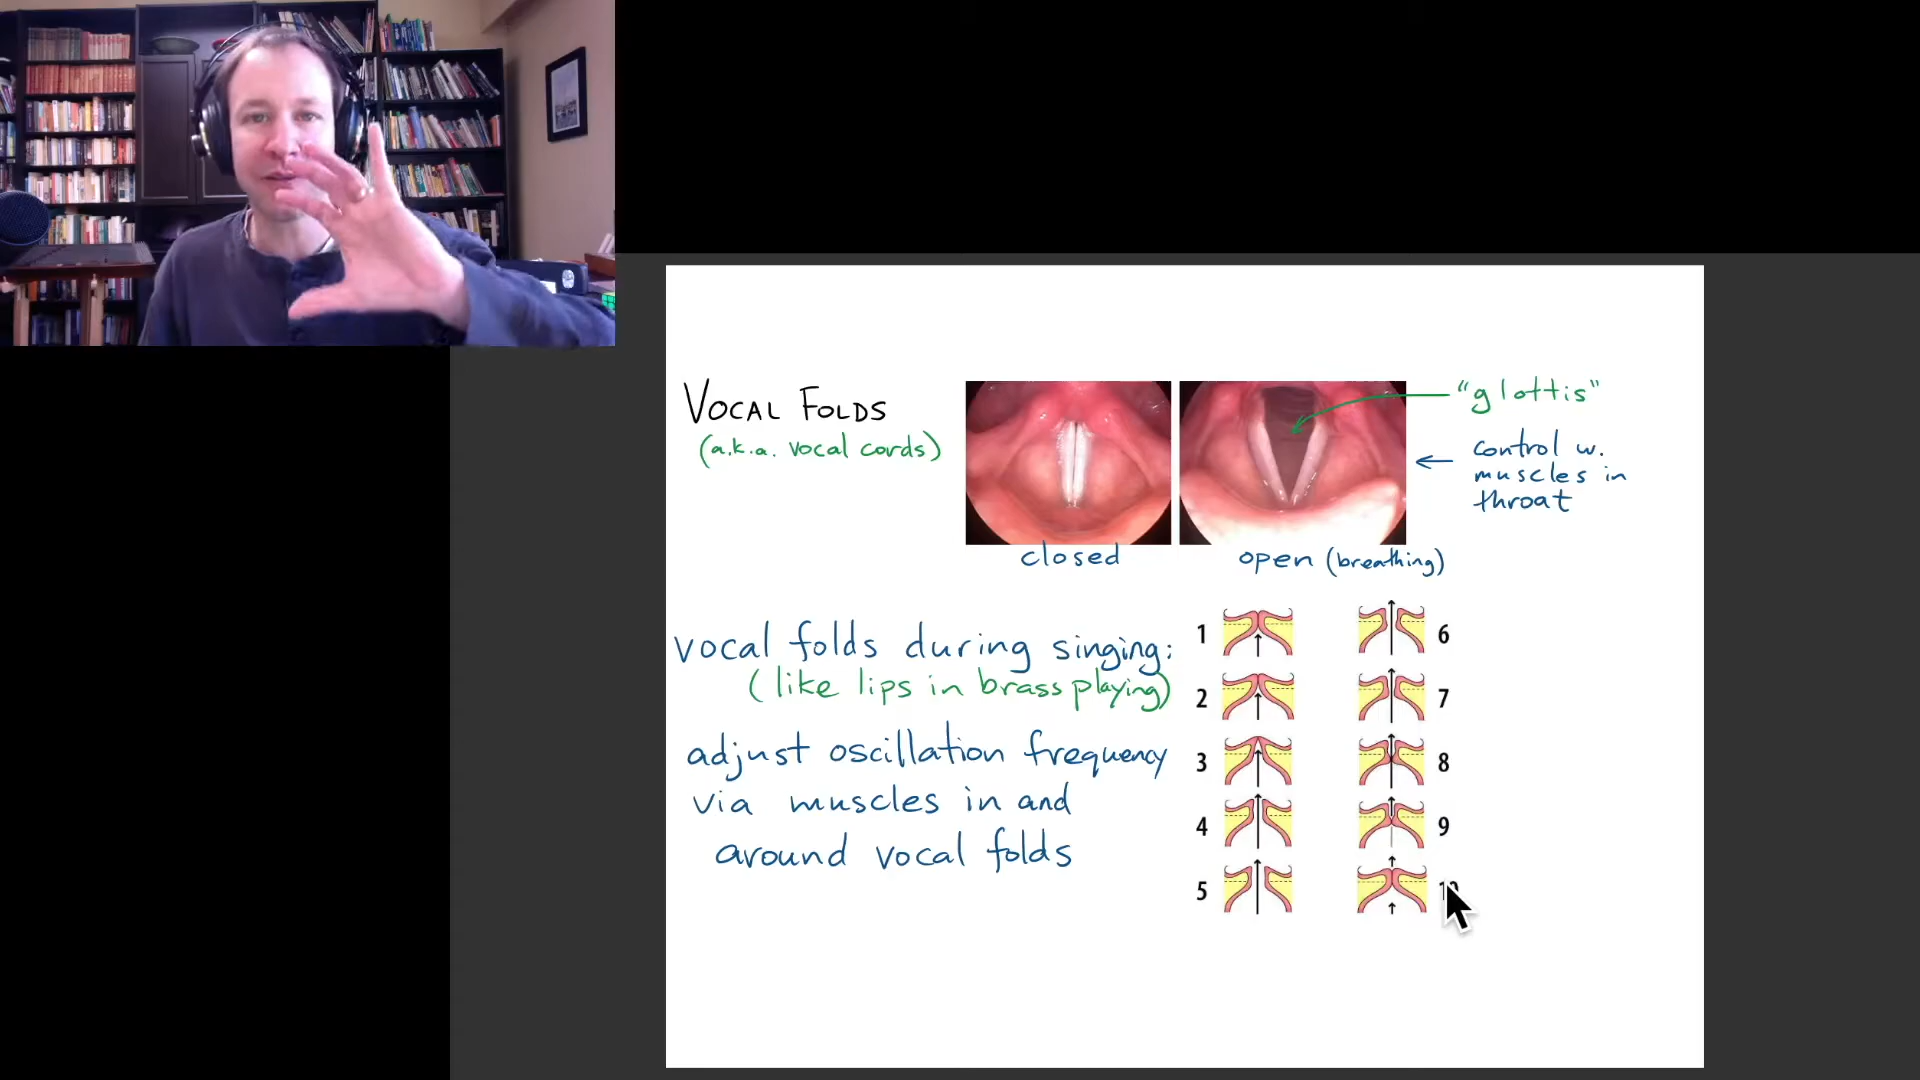 VOCAL FOLDS
(a.k.a. vocal cords)
"glottis"
control w.
muscles in
throat
closed
open (breathing)
vocal folds during singing:
(like lips in brass playing)
adjust oscillation frequency
via muscles in and
around vocal folds
1
2
3
4
5
6
7
8
9